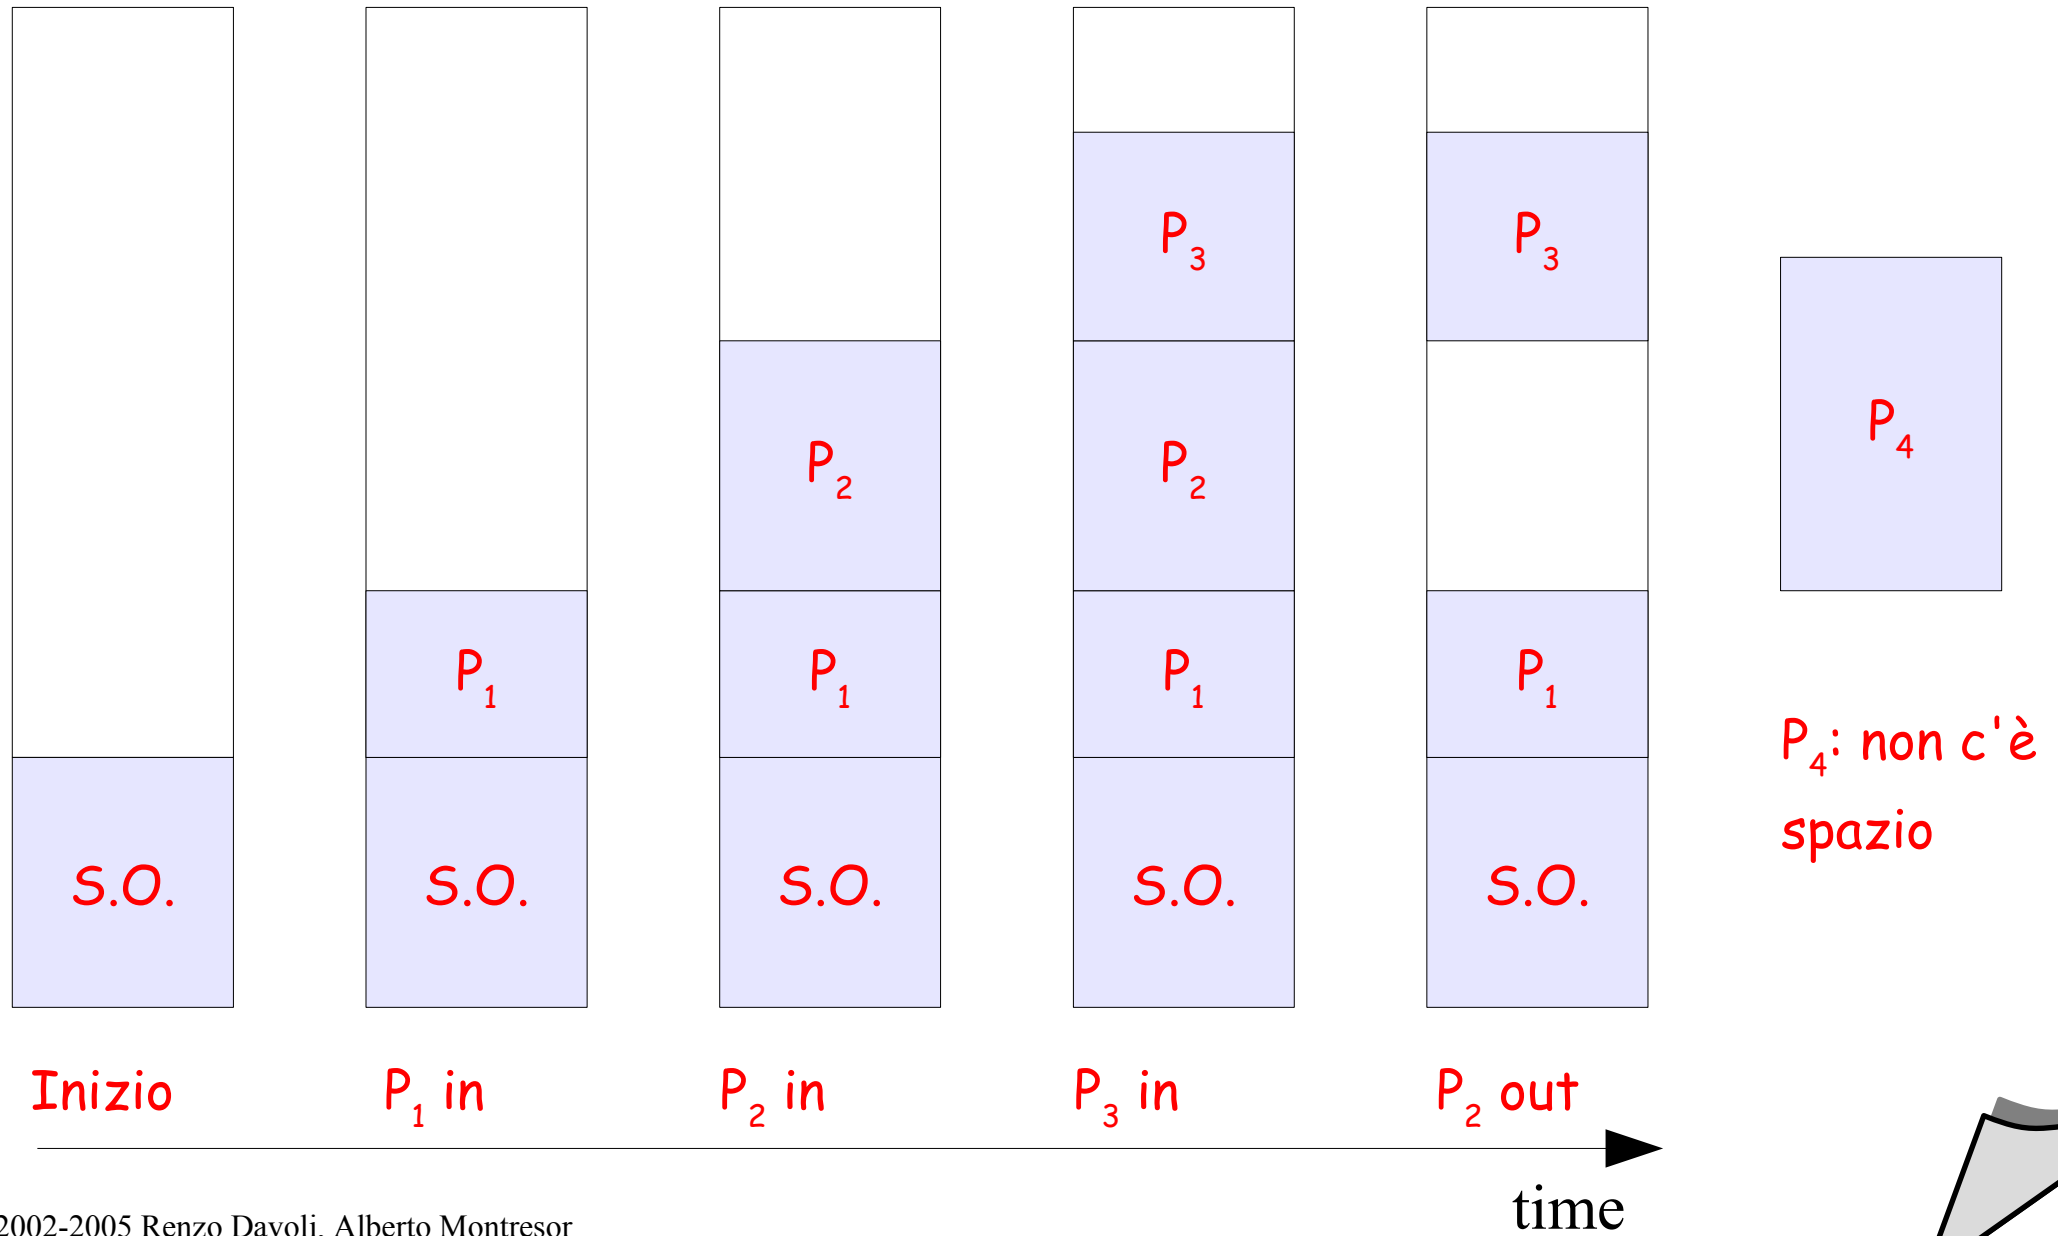 P3 P3
P4
P2 P2
P1 P1 P1 P1
P4: non c'è
spazio
S.O. S.O. S.O. S.O. S.O.
Inizio P1 in P2 in P3 in P2 out
time
2002-2005 Renzo Davoli, Alberto Montresor